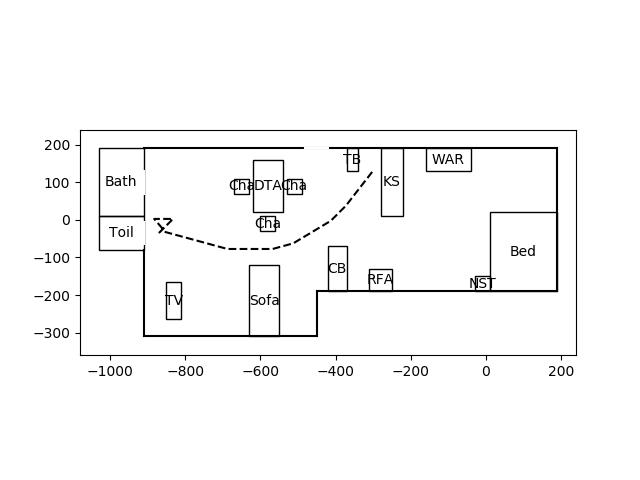 200
100
0
−100
−200
−300
Bath
Toil
TV
Cha
DTA
Cha
Cha
Sofa
TB
KS
WAR
CB
RFA
NST
Bed
−1000
−800
−600
−400
−200
0
200